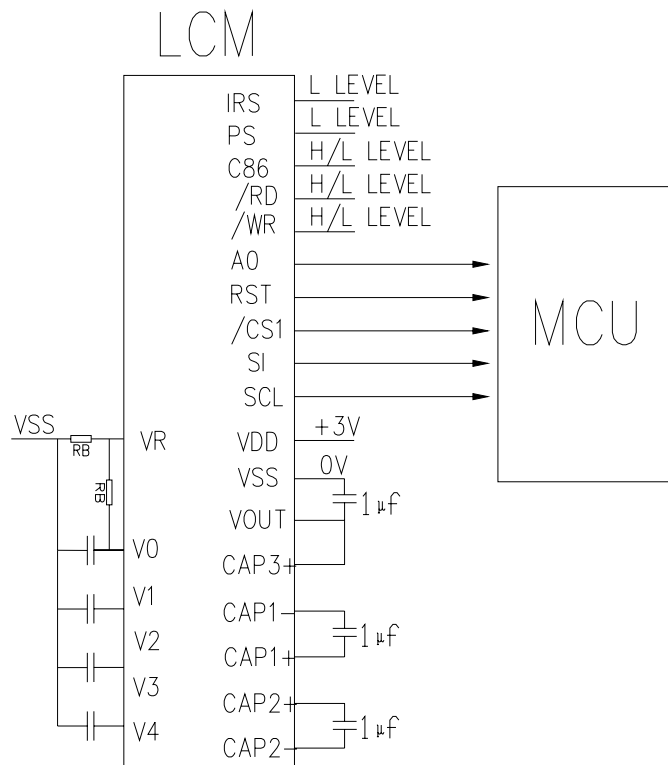 LCM
IRS L LEVEL
PS L LEVEL
C86 H/L LEVEL
/RD H/L LEVEL
/WR H/L LEVEL
A0
RST
/CS1
SI
SCL
MCU
VSS
RB
VR
RB
VDD +3V
VSS 0V
1μf
VOUT
V0
CAP3+
V1
CAP1-
V2
1μf
CAP1+
V3
CAP2+
V4
1μf
CAP2-